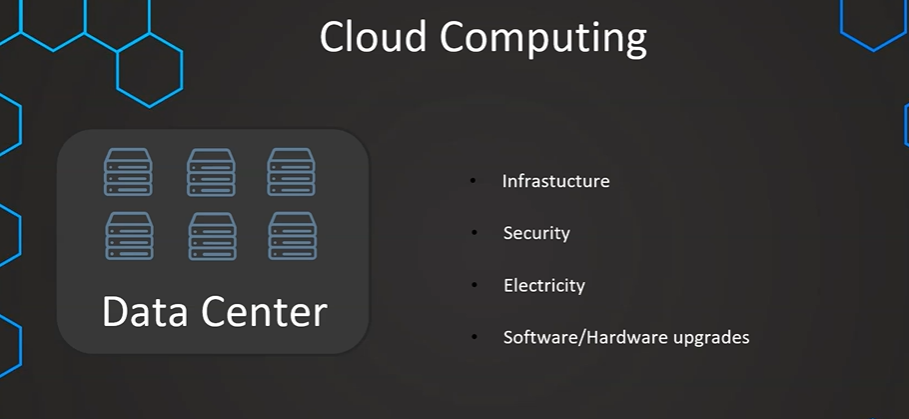 Cloud Computing
Data Center
Infrastucture
Security
Electricity
Software/Hardware upgrades